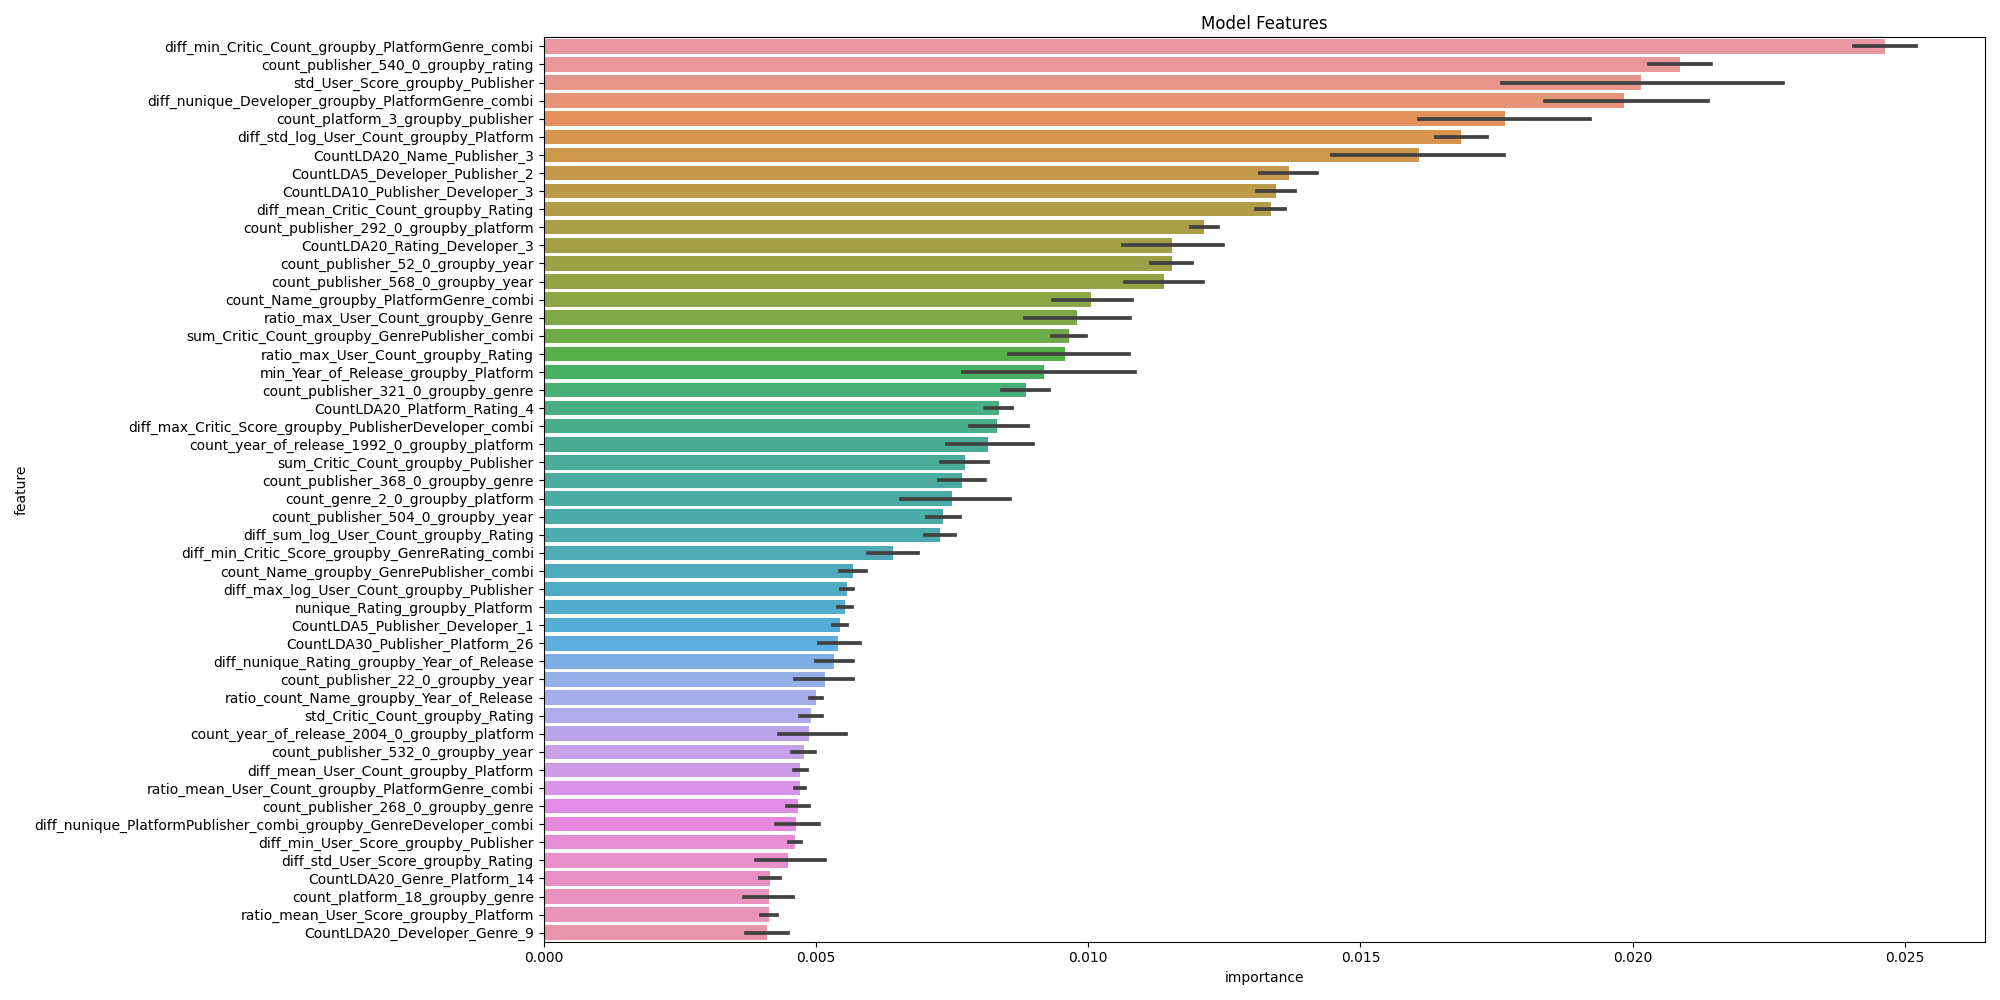 Model Features
diff_min_Critic_Count_groupby_PlatformGenre_combi
count_publisher_540_0_groupby_rating
std_User_Score_groupby_Publisher
diff_nunique_Developer_groupby_PlatformGenre_combi
count_platform_3_groupby_publisher
diff_std_log_User_Count_groupby_Platform
CountLDA20_Name_Publisher_3
CountLDA5_Developer_Publisher_2
CountLDA10_Publisher_Developer_3
diff_mean_Critic_Count_groupby_Rating
count_publisher_292_0_groupby_platform
CountLDA20_Rating_Developer_3
count_publisher_52_0_groupby_year
count_publisher_568_0_groupby_year
count_Name_groupby_PlatformGenre_combi
ratio_max_User_Count_groupby_Genre
sum_Critic_Count_groupby_GenrePublisher_combi
ratio_max_User_Count_groupby_Rating
min_Year_of_Release_groupby_Platform
count_publisher_321_0_groupby_genre
CountLDA20_Platform_Rating_4
diff_max_Critic_Score_groupby_PublisherDeveloper_combi
count_year_of_release_1992_0_groupby_platform
sum_Critic_Count_groupby_Publisher
count_publisher_368_0_groupby_genre
count_genre_2_0_groupby_platform
count_publisher_504_0_groupby_year
diff_sum_log_User_Count_groupby_Rating
diff_min_Critic_Score_groupby_GenreRating_combi
count_Name_groupby_GenrePublisher_combi
diff_max_log_User_Count_groupby_Publisher
nunique_Rating_groupby_Platform
CountLDA5_Publisher_Developer_1
CountLDA30_Publisher_Platform_26
diff_nunique_Rating_groupby_Year_of_Release
count_publisher_22_0_groupby_year
ratio_count_Name_groupby_Year_of_Release
std_Critic_Count_groupby_Rating
count_year_of_release_2004_0_groupby_platform
count_publisher_532_0_groupby_year
diff_mean_User_Count_groupby_Platform
ratio_mean_User_Count_groupby_PlatformGenre_combi
count_publisher_268_0_groupby_genre
diff_nunique_PlatformPublisher_combi_groupby_GenreDeveloper_combi
diff_min_User_Score_groupby_Publisher
diff_std_User_Score_groupby_Rating
CountLDA20_Genre_Platform_14
count_platform_18_groupby_genre
ratio_mean_User_Score_groupby_Platform
CountLDA20_Developer_Genre_9
feature
0.000 0.005 0.010 0.015 0.020 0.025
importance